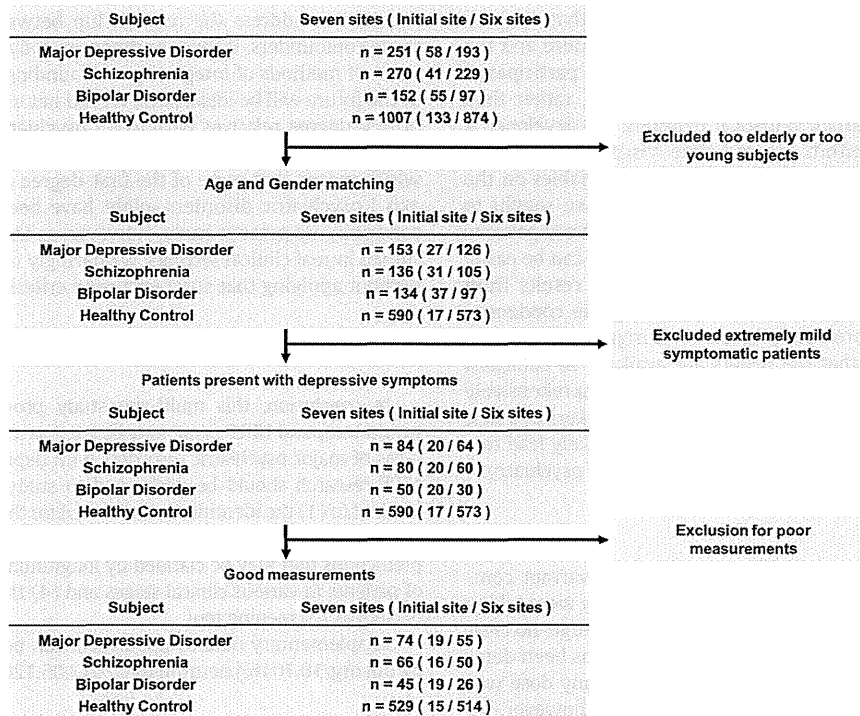 Subject Seven sites ( Initial site / Six sites )
Major Depressive Disorder n = 251 ( 58 / 193 )
Schizophrenia n = 270 ( 41 / 229 )
Bipolar Disorder n = 152 ( 55 / 97 )
Healthy Control n = 1007 ( 133 / 874 )
Excluded too elderly or too
young subjects
Age and Gender matching
Subject Seven sites ( Initial site / Six sites )
Major Depressive Disorder n = 153 ( 27 / 126 )
Schizophrenia n = 136 ( 31 / 105 )
Bipolar Disorder n = 134 ( 37 / 97 )
Healthy Control n = 590 ( 17 / 573 )
Excluded extremely mild
symptomatic patients
Patients present with depressive symptoms
Subject Seven sites ( Initial site / Six sites )
Major Depressive Disorder n = 84 ( 20 / 64 )
Schizophrenia n = 80 ( 20 / 60 )
Bipolar Disorder n = 50 ( 20 / 30 )
Healthy Control n = 590 ( 17 / 573 )
Exclusion for poor
measurements
Good measurements
Subject Seven sites ( Initial site / Six sites )
Major Depressive Disorder n = 74 ( 19 / 55 )
Schizophrenia n = 66 ( 16 / 50 )
Bipolar Disorder n = 45 ( 19 / 26 )
Healthy Control n = 529 ( 15 / 514 )